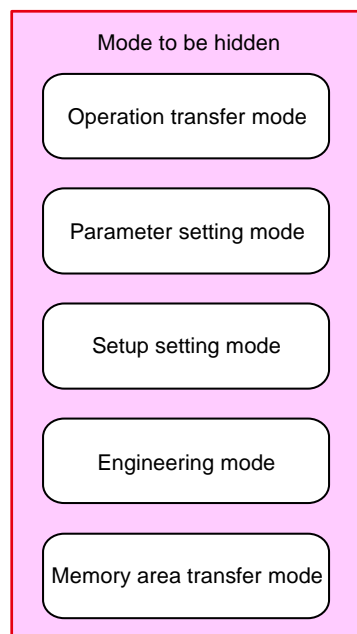 Mode to be hidden
Operation transfer mode
Parameter setting mode
Setup setting mode
Engineering mode
Memory area transfer mode